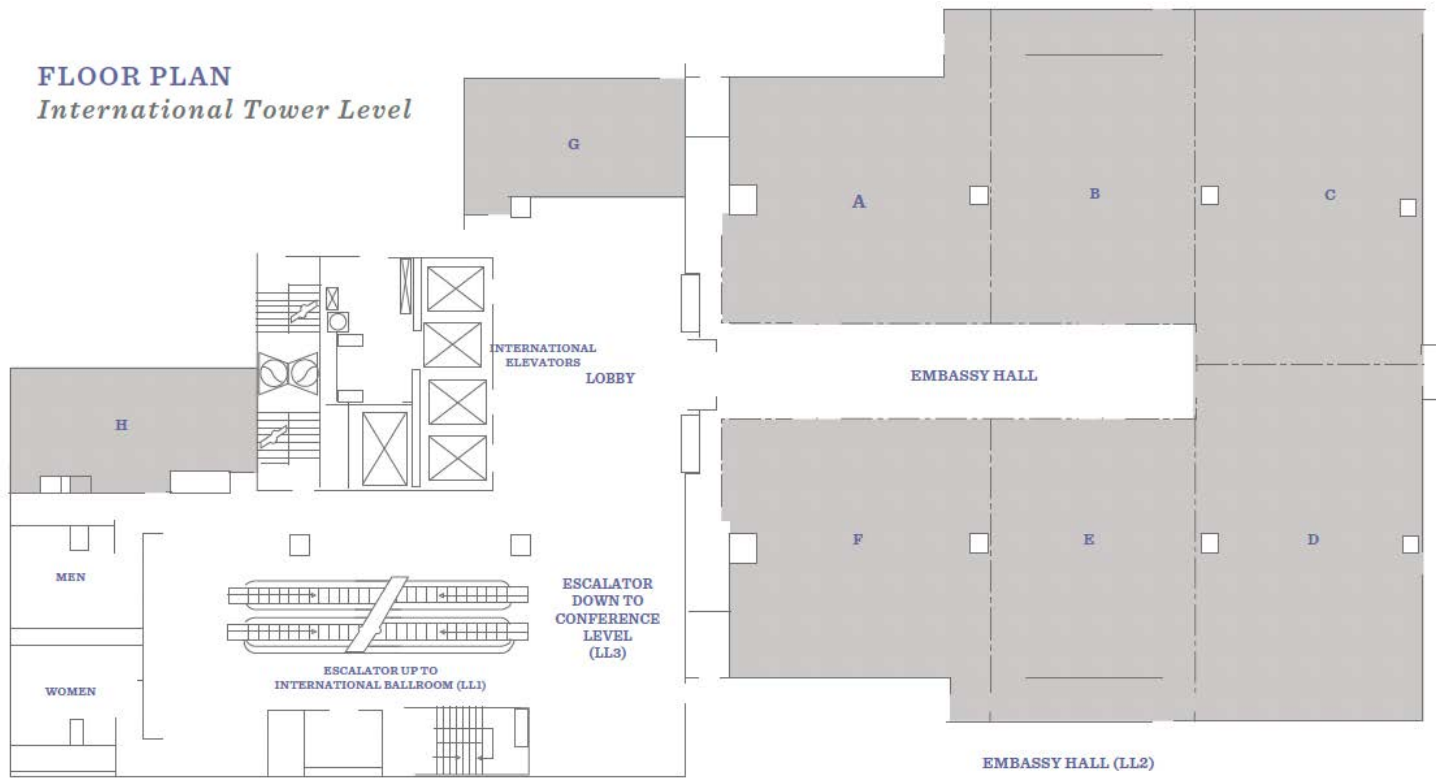 FLOOR PLAN
International Tower Level
G
A
B
C
INTERNATIONAL
ELEVATORS
LOBBY
EMBASSY HALL
H
F
E
D
MEN
ESCALATOR
DOWN TO
CONFERENCE
LEVEL
(LL3)
ESCALATOR UP TO
INTERNATIONAL BALLROOM (LL1)
WOMEN
EMBASSY HALL (LL2)